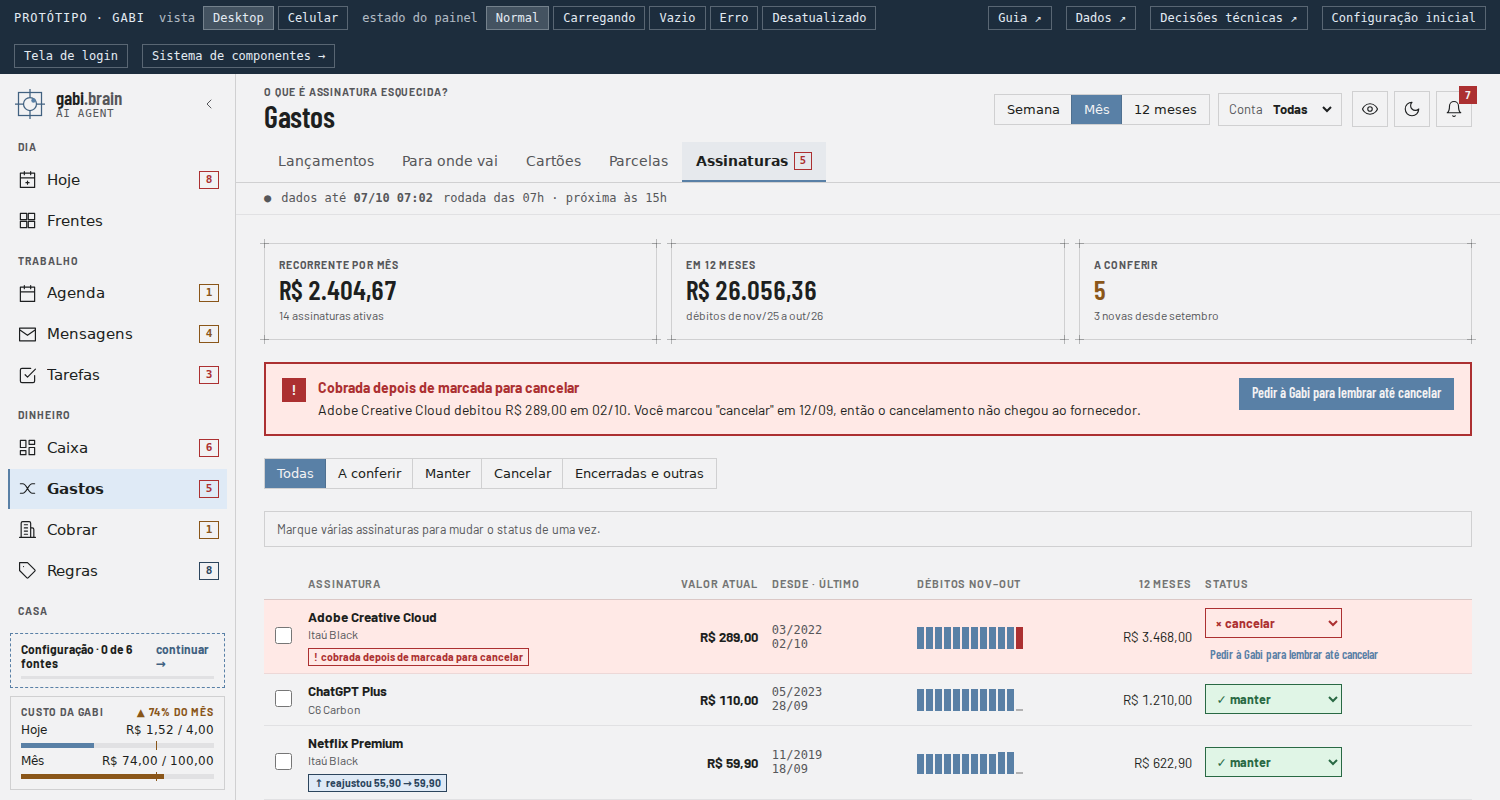 PROTÓTIPO · GABI vista Desktop Celular estado do painel Normal Carregando Vazio Erro Desatualizado Guia ↗ Dados ↗ Decisões técnicas ↗ Configuração inicial
Tela de login Sistema de componentes →
gabi.brain
AI AGENT
DIA
Hoje 8
Frentes
TRABALHO
Agenda 1
Mensagens 4
Tarefas 3
DINHEIRO
Caixa 6
Gastos 5
Cobrar 1
Regras 8
CASA
Configuração · 0 de 6 fontes continuar →
CUSTO DA GABI ▲ 74% DO MÊS
Hoje R$ 1,52 / 4,00
Mês R$ 74,00 / 100,00
O QUE É ASSINATURA ESQUECIDA?
Gastos
Semana Mês 12 meses Conta Todas 7
Lançamentos Para onde vai Cartões Parcelas Assinaturas 5
● dados até 07/10 07:02 rodada das 07h · próxima às 15h
RECORRENTE POR MÊS
R$ 2.404,67
14 assinaturas ativas
EM 12 MESES
R$ 26.056,36
débitos de nov/25 a out/26
A CONFERIR
5
3 novas desde setembro
! Cobrada depois de marcada para cancelar
Adobe Creative Cloud debitou R$ 289,00 em 02/10. Você marcou "cancelar" em 12/09, então o cancelamento não chegou ao fornecedor.
Pedir à Gabi para lembrar até cancelar
Todas A conferir Manter Cancelar Encerradas e outras
Marque várias assinaturas para mudar o status de uma vez.
ASSINATURA VALOR ATUAL DESDE · ÚLTIMO DÉBITOS NOV–OUT 12 MESES STATUS
Adobe Creative Cloud
Itaú Black
! cobrada depois de marcada para cancelar
R$ 289,00
03/2022
02/10
R$ 3.468,00
× cancelar
Pedir à Gabi para lembrar até cancelar
ChatGPT Plus
C6 Carbon
R$ 110,00
05/2023
28/09
R$ 1.210,00
✓ manter
Netflix Premium
Itaú Black
↑ reajustou 55,90 → 59,90
R$ 59,90
11/2019
18/09
R$ 622,90
✓ manter